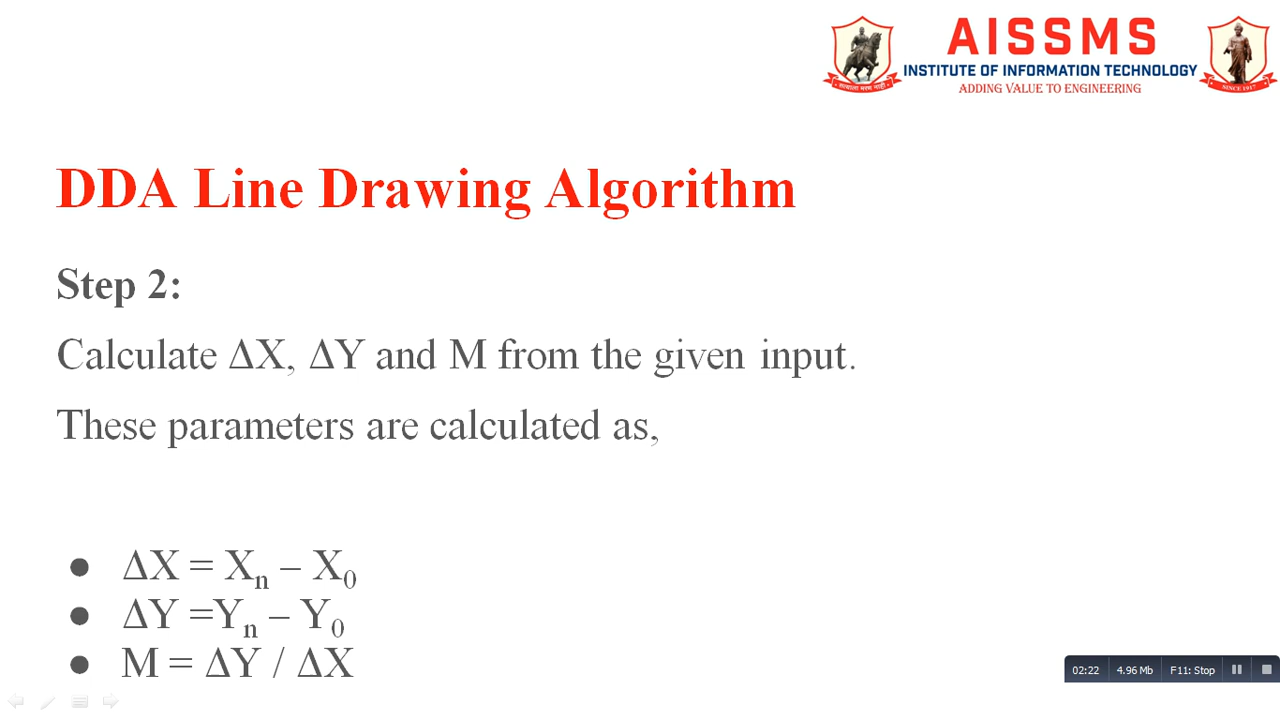 AISSMS
INSTITUTE OF INFORMATION TECHNOLOGY
ADDING VALUE TO ENGINEERING
SINCE 1917
DDA Line Drawing Algorithm
Step 2:
Calculate ΔX, ΔY and M from the given input.
These parameters are calculated as,
● ΔX = Xₙ – X₀
● ΔY =Yₙ – Y₀
● M = ΔY / ΔX
02:22 4.96 Mb F11: Stop